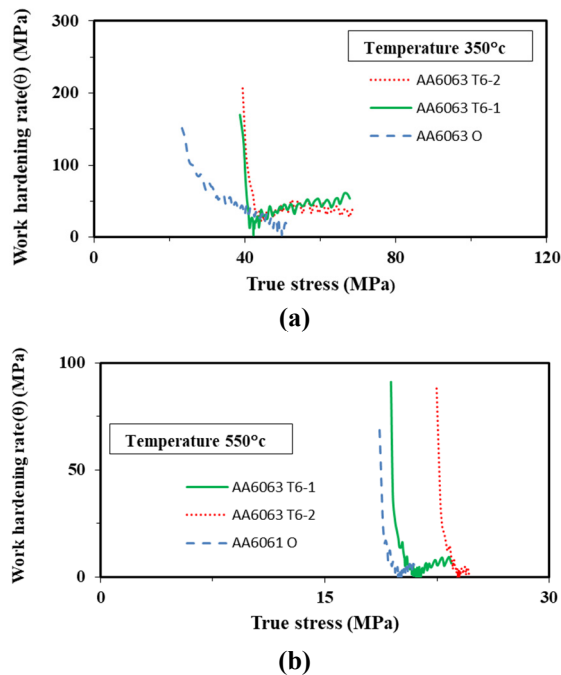 (a)
300
200
100
0
Work hardening rate(θ) (MPa)
Temperature 350°c
AA6063 T6-2
AA6063 T6-1
AA6063 O
0 40 80 120
True stress (MPa)
(a)
100
50
0
Work hardening rate(θ) (MPa)
Temperature 550°c
AA6063 T6-1
AA6063 T6-2
AA6061 O
0 15 30
True stress (MPa)
(b)